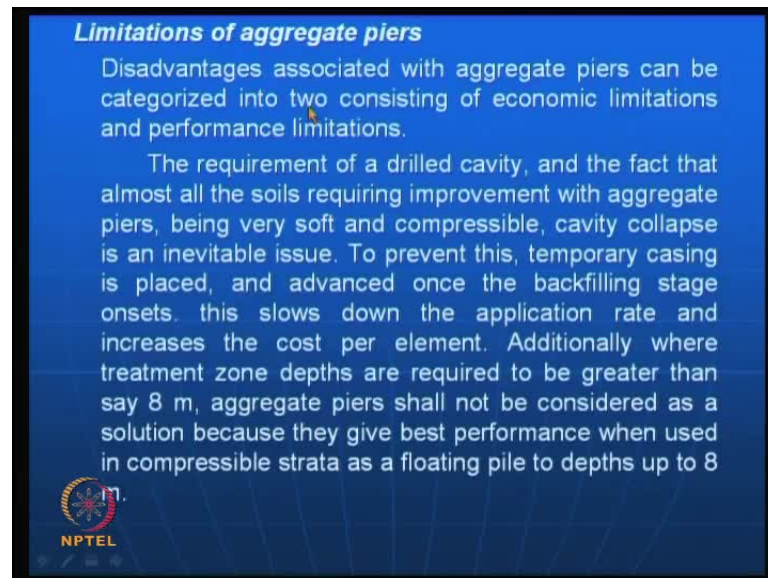 Limitations of aggregate piers
Disadvantages associated with aggregate piers can be
categorized into two consisting of economic limitations
and performance limitations.
The requirement of a drilled cavity, and the fact that
almost all the soils requiring improvement with aggregate
piers, being very soft and compressible, cavity collapse
is an inevitable issue. To prevent this, temporary casing
is placed, and advanced once the backfilling stage
onsets. this slows down the application rate and
increases the cost per element. Additionally where
treatment zone depths are required to be greater than
say 8 m, aggregate piers shall not be considered as a
solution because they give best performance when used
in compressible strata as a floating pile to depths up to 8
m.
NPTEL